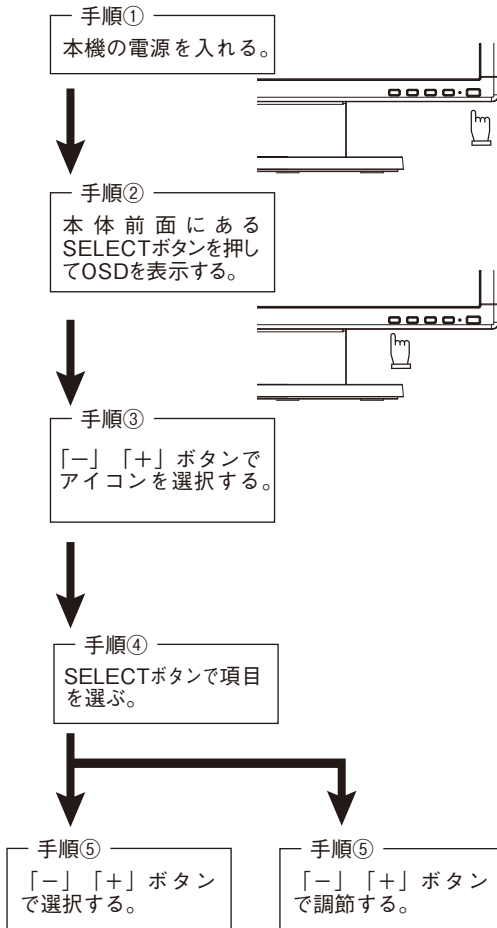 手順①
本機の電源を入れる。
手順②
本体前面にある
SELECTボタンを押し
てOSDを表示する。
手順③
「－」「＋」ボタンで
アイコンを選択する。
手順④
SELECTボタンで項目
を選ぶ。
手順⑤
「－」「＋」ボタン
で選択する。
手順⑤
「－」「＋」ボタン
で調節する。